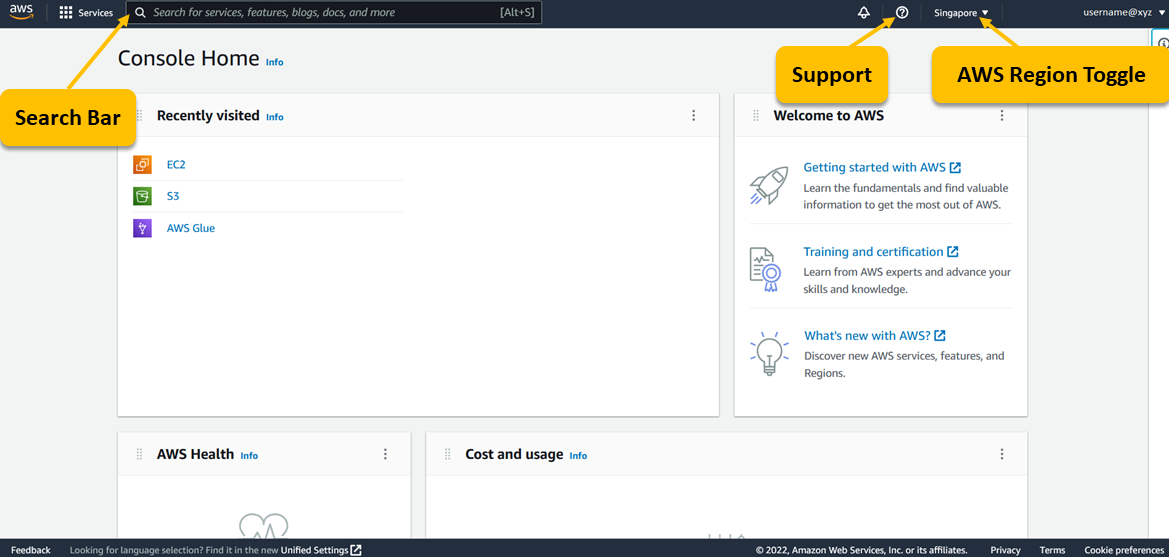 aws
Services
Search for services, features, blogs, docs, and more
[Alt+S]
Singapore
username@xyz
Console Home Info
Support
AWS Region Toggle
Search Bar
Recently visited Info
EC2
S3
AWS Glue
Welcome to AWS
Getting started with AWS
Learn the fundamentals and find valuable
information to get the most out of AWS.
Training and certification
Learn from AWS experts and advance your
skills and knowledge.
What's new with AWS?
Discover new AWS services, features, and
Regions.
AWS Health Info
Cost and usage Info
Feedback
Looking for language selection? Find it in the new Unified Settings
© 2022, Amazon Web Services, Inc. or its affiliates.
Privacy
Terms
Cookie preferences